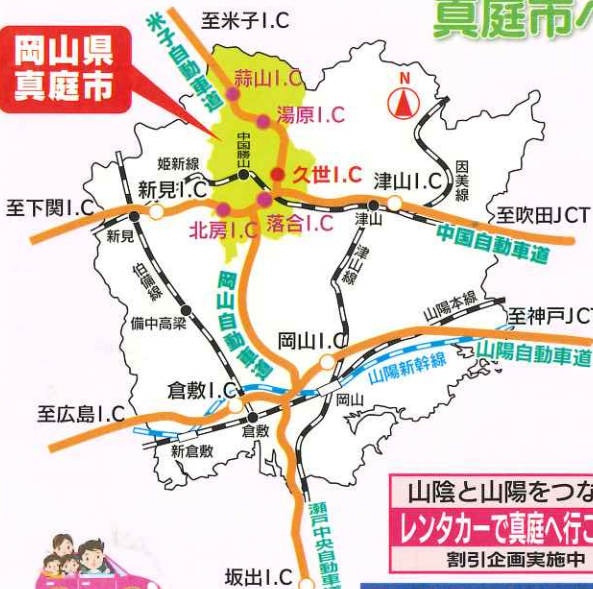 真庭市へ
至米子I.C
米子自動車道
岡山県
真庭市
蒜山I.C
湯原I.C
N
中国勝山
姫新線
久世I.C
津山I.C
因美線
新見I.C
至下関I.C
新見
北房I.C
落合I.C
津山
至吹田JCT
中国自動車道
伯備線
岡山自動車道
津山線
備中高梁
山陽本線
至神戸JCT
岡山I.C
山陽自動車道
山陽新幹線
倉敷I.C
岡山
至広島I.C
倉敷
新倉敷
瀬戸中央自動車道
坂出I.C
山陰と山陽をつな
レンタカーで真庭へ行こ
割引企画実施中